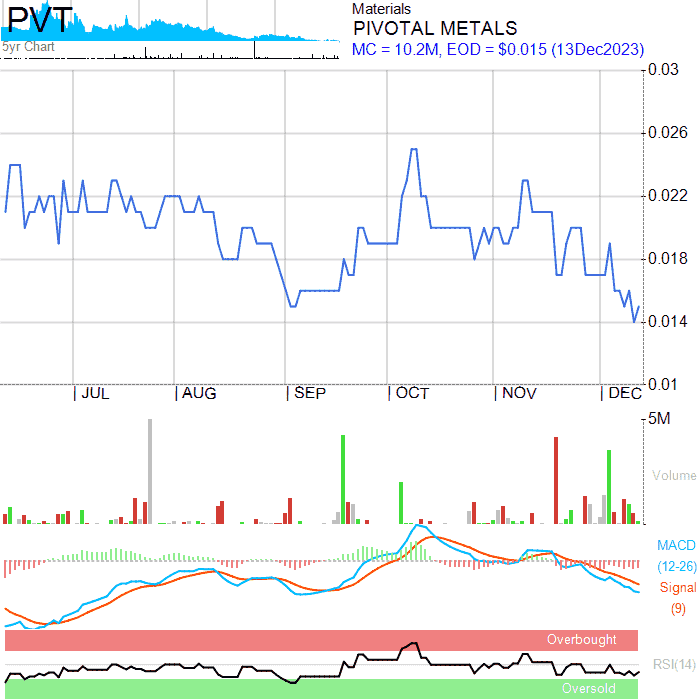 PVT
5yr Chart
Materials
PIVOTAL METALS
MC = 10.2M, EOD = $0.015 (13Dec2023)
0.03
0.026
0.022
0.018
0.014
0.01
JUL AUG SEP OCT NOV DEC
5M
Volume
MACD
(12-26)
Signal
(9)
Overbought
RSI(14)
Oversold